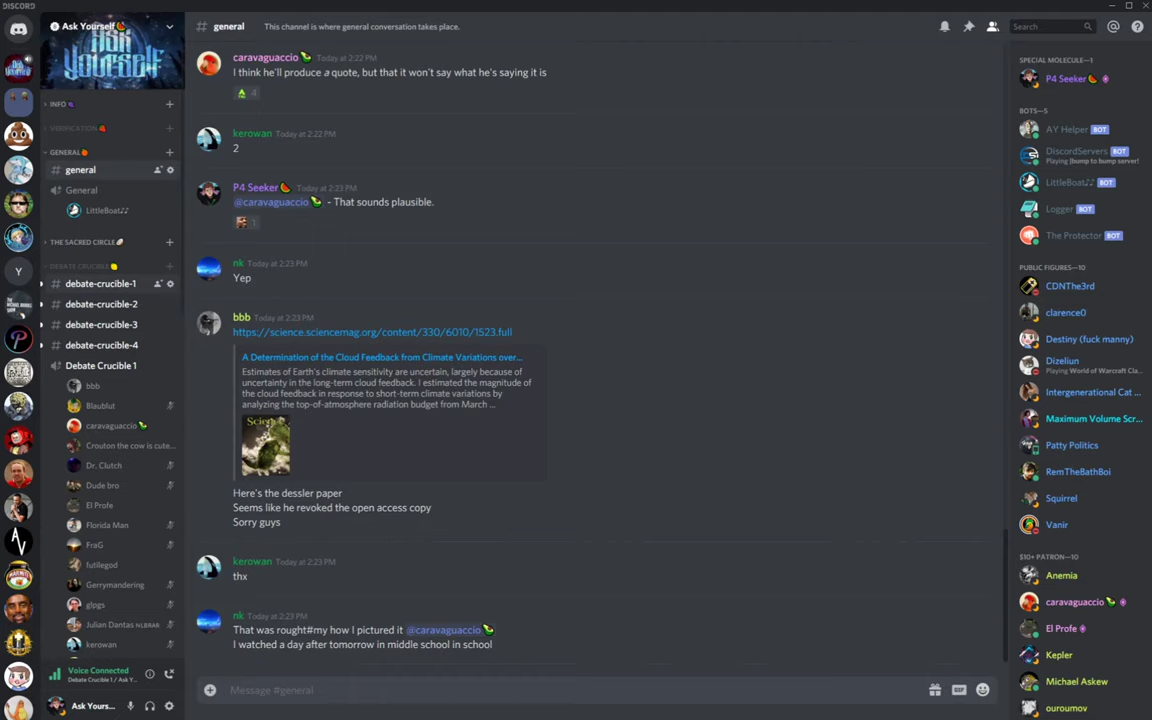 DISCORD
Ask Yourself
# general This channel is where general conversation takes place.
Search
ASK YOURSELF
INFO
VERIFICATION
GENERAL
# general
General
LittleBoat♪♪
THE SACRED CIRCLE
DEBATE CRUCIBLE
# debate-crucible-1
# debate-crucible-2
# debate-crucible-3
# debate-crucible-4
Debate Crucible 1
bbb
Blaublut
caravaguaccio
Crouton the cow is cute...
Dr. Clutch
Dude bro
El Profe
Florida Man
FraG
futilegod
Gerrymandering
glpgs
Julian Dantas NLBRAB
kerowan
Voice Connected
Debate Crucible 1 / Ask Y...
Ask Yours...
Y
caravaguaccio Today at 2:22 PM
I think he'll produce a quote, but that it won't say what he's saying it is
4
kerowan Today at 2:22 PM
2
P4 Seeker Today at 2:23 PM
@caravaguaccio - That sounds plausible.
1
nk Today at 2:23 PM
Yep
bbb Today at 2:23 PM
https://science.sciencemag.org/content/330/6010/1523.full
A Determination of the Cloud Feedback from Climate Variations over...
Estimates of Earth's climate sensitivity are uncertain, largely because of
uncertainty in the long-term cloud feedback. I estimated the magnitude of
the cloud feedback in response to short-term climate variations by
analyzing the top-of-atmosphere radiation budget from March ...
Here's the dessler paper
Seems like he revoked the open access copy
Sorry guys
kerowan Today at 2:23 PM
thx
nk Today at 2:23 PM
That was rought#my how I pictured it @caravaguaccio
I watched a day after tomorrow in middle school in school
Message #general
GIF
SPECIAL MOLECULE—1
P4 Seeker
BOTS—5
AY Helper BOT
DiscordServers BOT
Playing !bump to bump server!
LittleBoat♪♪ BOT
Logger BOT
The Protector BOT
PUBLIC FIGURES—10
CDNThe3rd
clarence0
Destiny (fuck manny)
Dizeliun
Playing World of Warcraft Cla...
Intergenerational Cat ...
Maximum Volume Scr...
Patty Politics
RemTheBathBoi
Squirrel
Vanir
$10+ PATRON—10
Anemia
caravaguaccio
El Profe
Kepler
Michael Askew
ouroumov